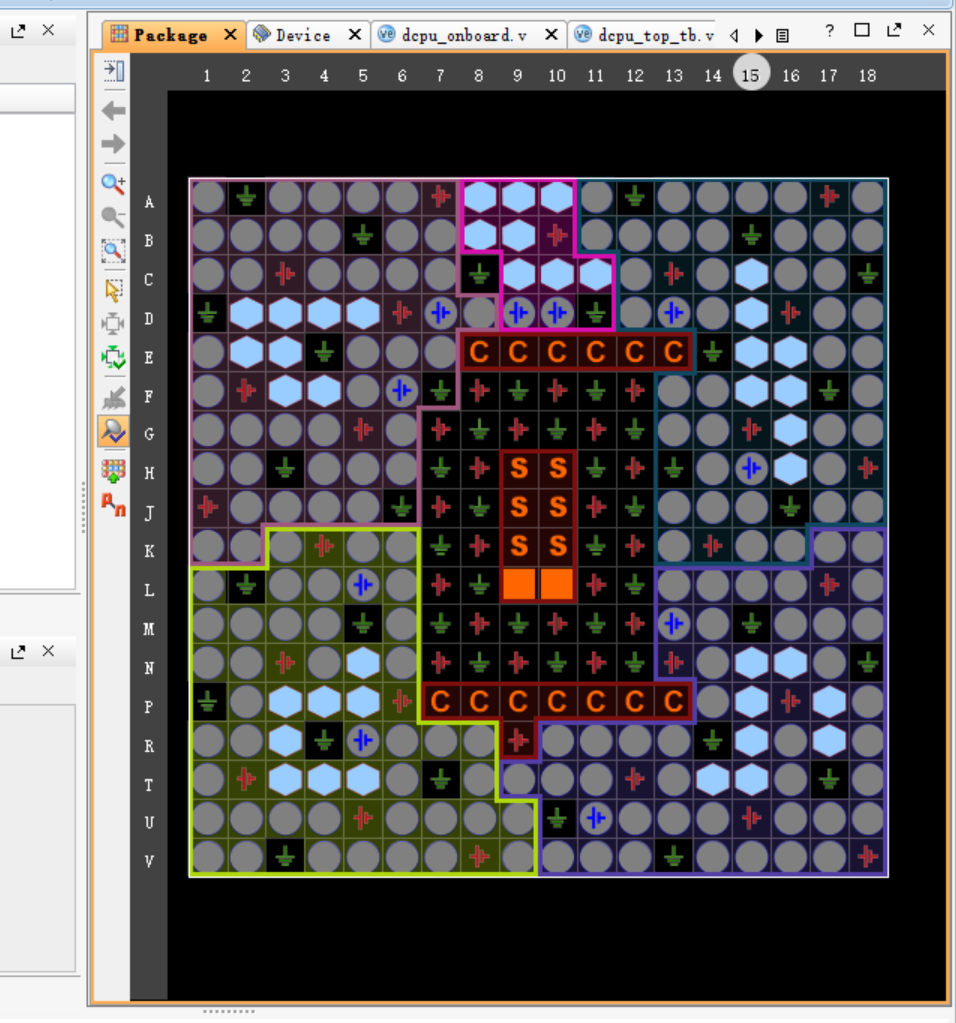 Package Device dcpu_onboard.v dcpu_top_tb.v
1 2 3 4 5 6 7 8 9 10 11 12 13 14 15 16 17 18
A
B
C
D
E C C C C C C
F
G
H S S
J S S
K S S
L
M
N
P C C C C C C C
R
T
U
V